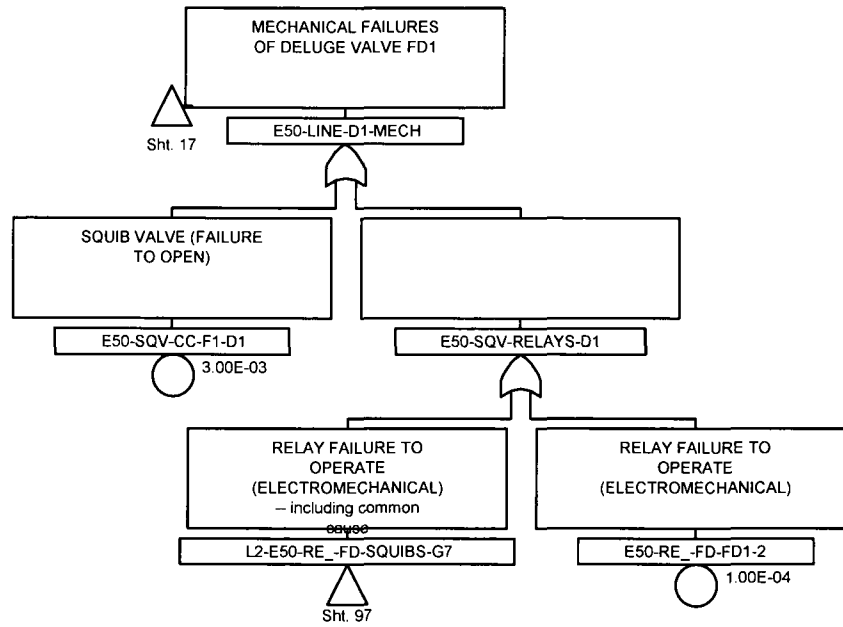 MECHANICAL FAILURES
OF DELUGE VALVE FD1
Sht. 17
E50-LINE-D1-MECH
SQUIB VALVE (FAILURE
TO OPEN)
E50-SQV-CC-F1-D1
3.00E-03
E50-SQV-RELAYS-D1
RELAY FAILURE TO
OPERATE
(ELECTROMECHANICAL)
-- including common
cause
L2-E50-RE_-FD-SQUIBS-G7
Sht. 97
RELAY FAILURE TO
OPERATE
(ELECTROMECHANICAL)
E50-RE_-FD-FD1-2
1.00E-04